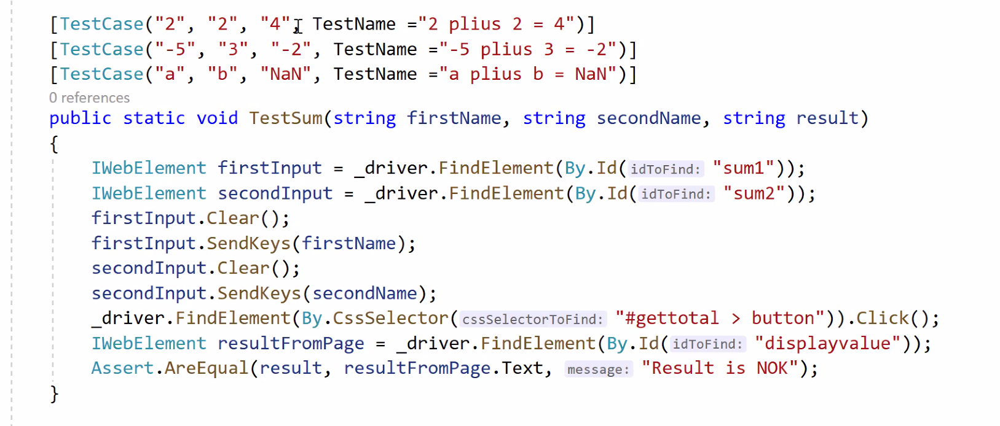 [TestCase("2", "2", "4", TestName ="2 plius 2 = 4")]
[TestCase("-5", "3", "-2", TestName ="-5 plius 3 = -2")]
[TestCase("a", "b", "NaN", TestName ="a plius b = NaN")]
0 references
public static void TestSum(string firstName, string secondName, string result)
{
    IWebElement firstInput = _driver.FindElement(By.Id(idToFind: "sum1"));
    IWebElement secondInput = _driver.FindElement(By.Id(idToFind: "sum2"));
    firstInput.Clear();
    firstInput.SendKeys(firstName);
    secondInput.Clear();
    secondInput.SendKeys(secondName);
    _driver.FindElement(By.CssSelector(cssSelectorToFind: "#gettotal > button")).Click();
    IWebElement resultFromPage = _driver.FindElement(By.Id(idToFind: "displayvalue"));
    Assert.AreEqual(result, resultFromPage.Text, message: "Result is NOK");
}